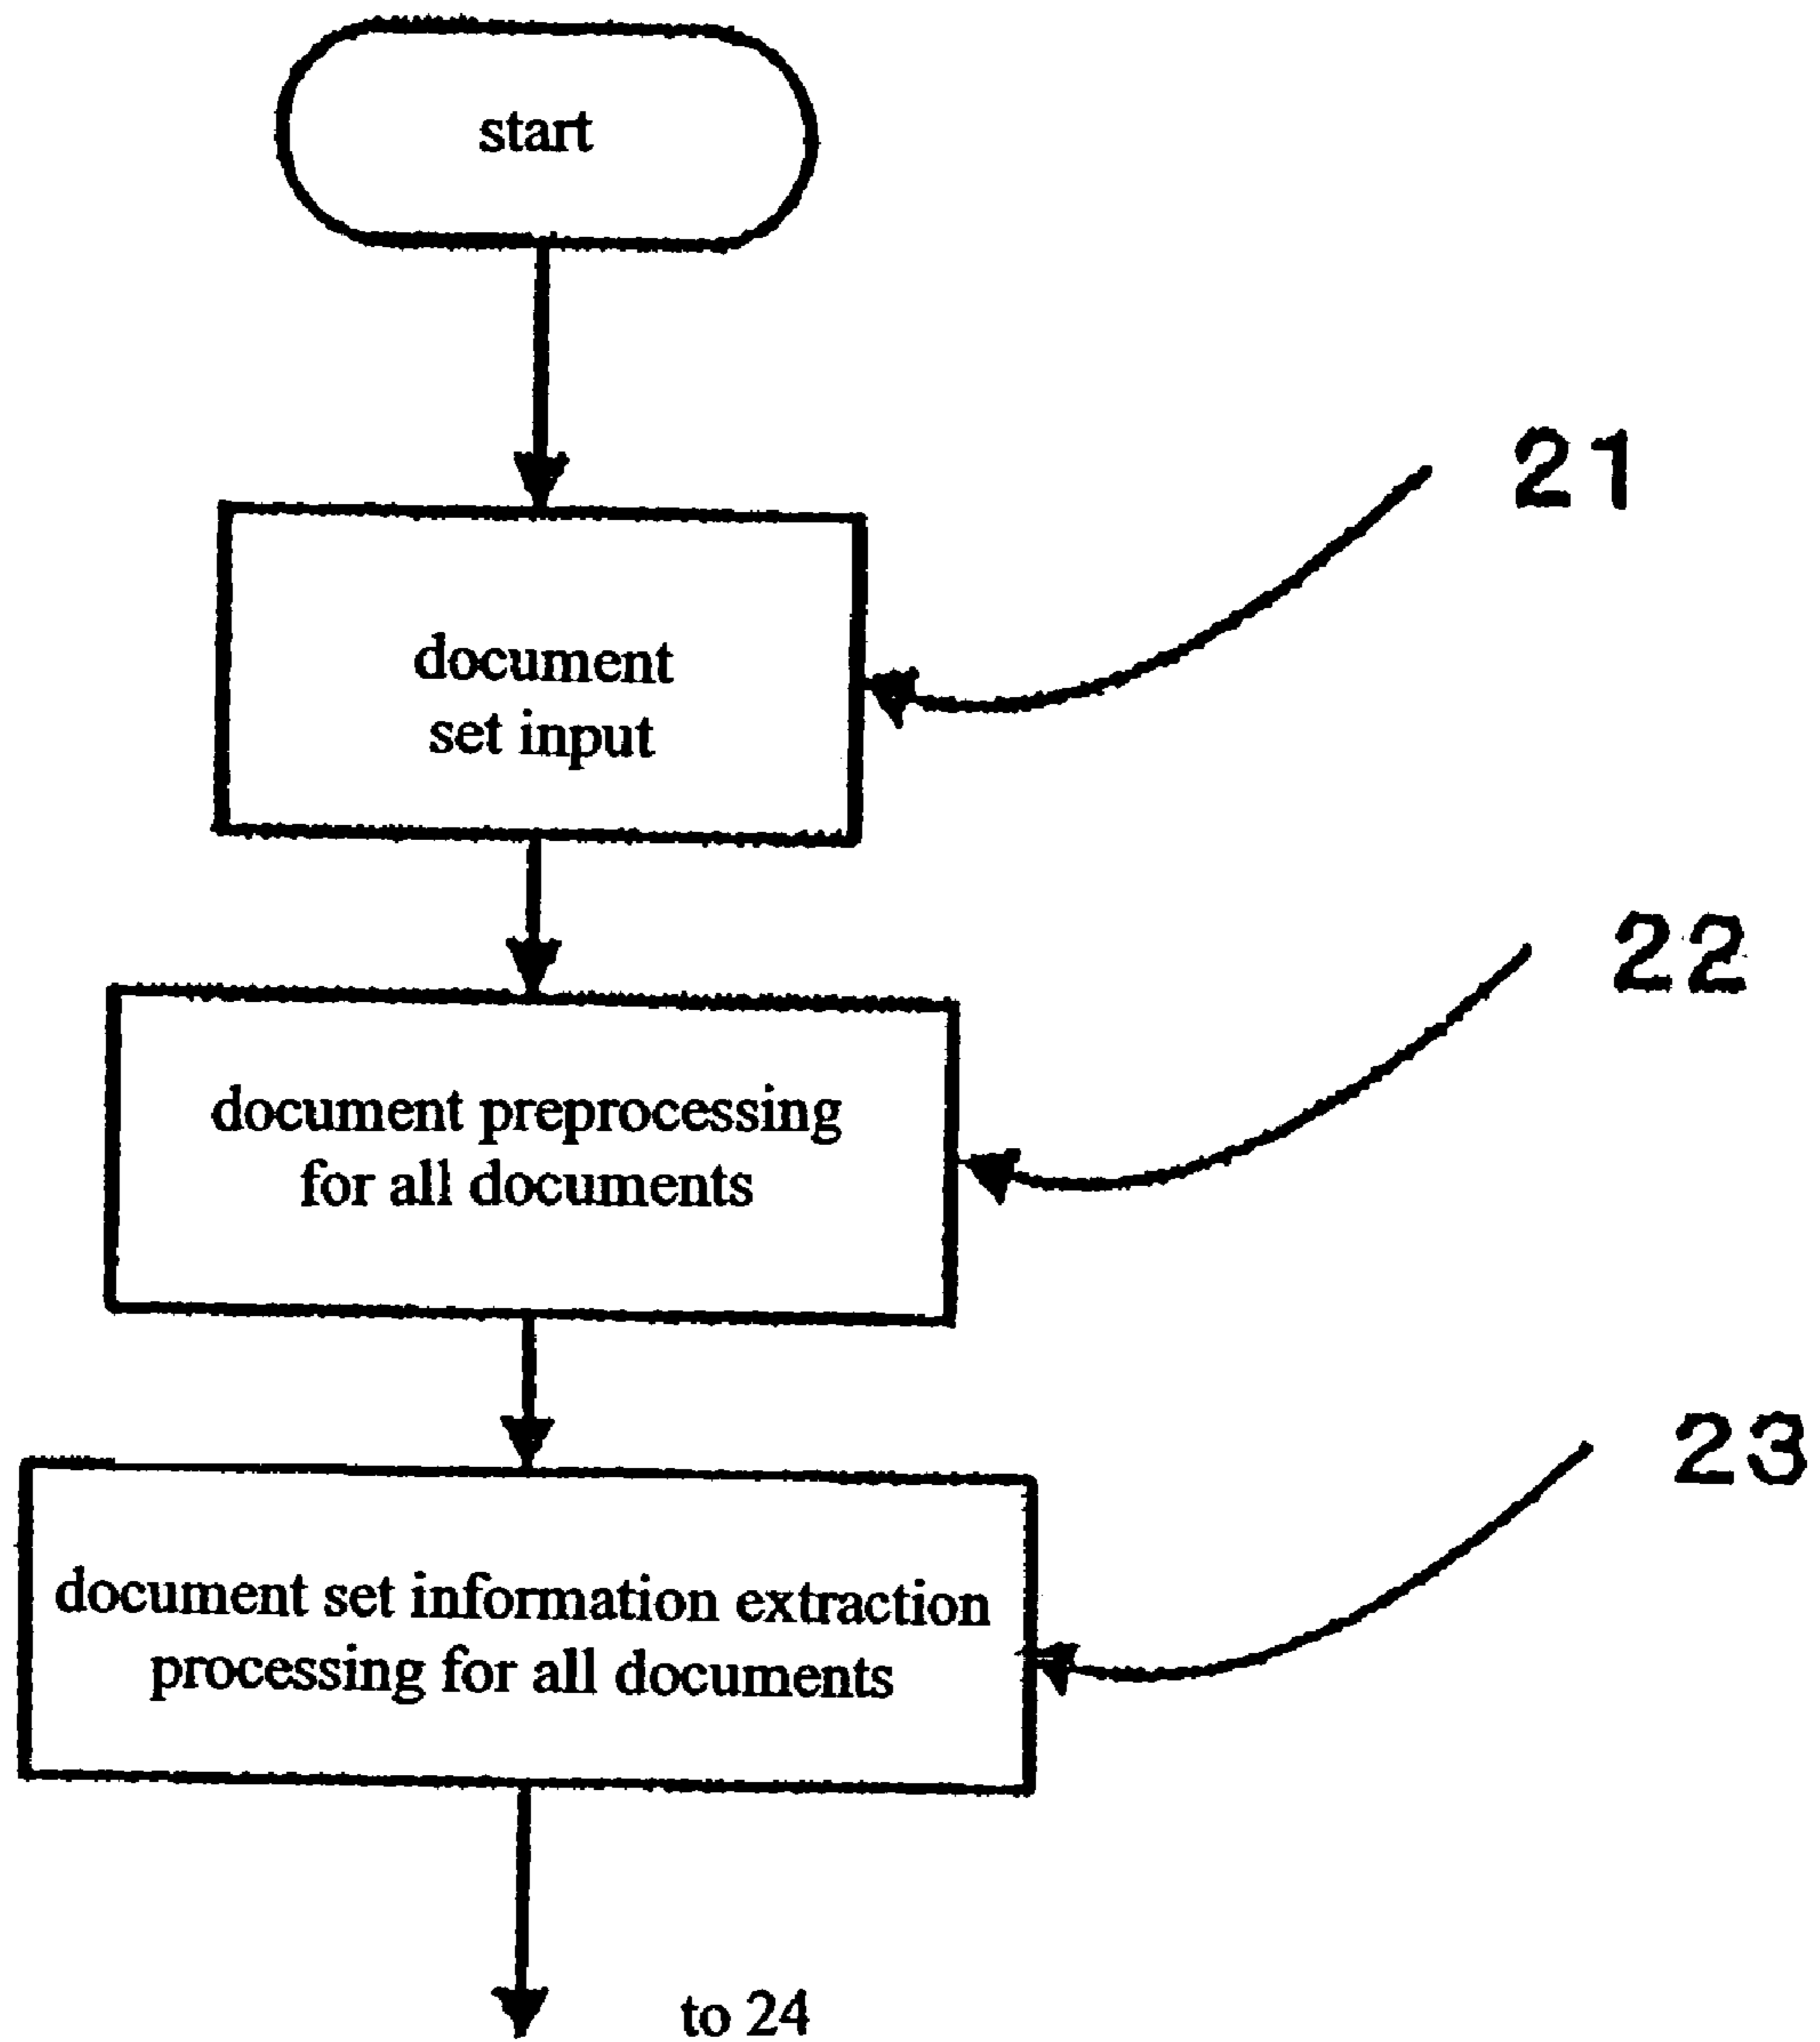 start
21
document
set input
22
document preprocessing
for all documents
23
document set information extraction
processing for all documents
to 24